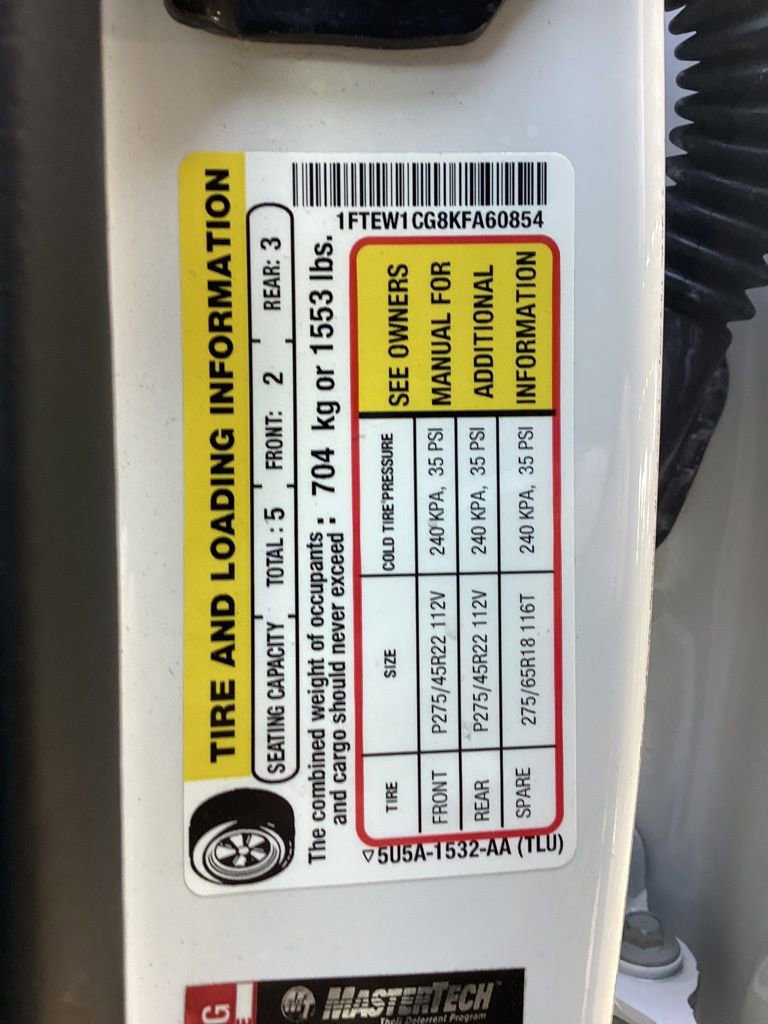 TIRE AND LOADING INFORMATION
SEATING CAPACITY TOTAL : 5 FRONT: 2 REAR: 3
The combined weight of occupants and cargo should never exceed : 704 kg or 1553 lbs.
1FTEW1CG8KFA60854
TIRE SIZE COLD TIRE PRESSURE
FRONT P275/45R22 112V 240 KPA, 35 PSI
REAR P275/45R22 112V 240 KPA, 35 PSI
SPARE 275/65R18 116T 240 KPA, 35 PSI
SEE OWNERS
MANUAL FOR
ADDITIONAL
INFORMATION
▽5U5A-1532-AA (TLU)
MASTERTECH
Theft Deterrent Program